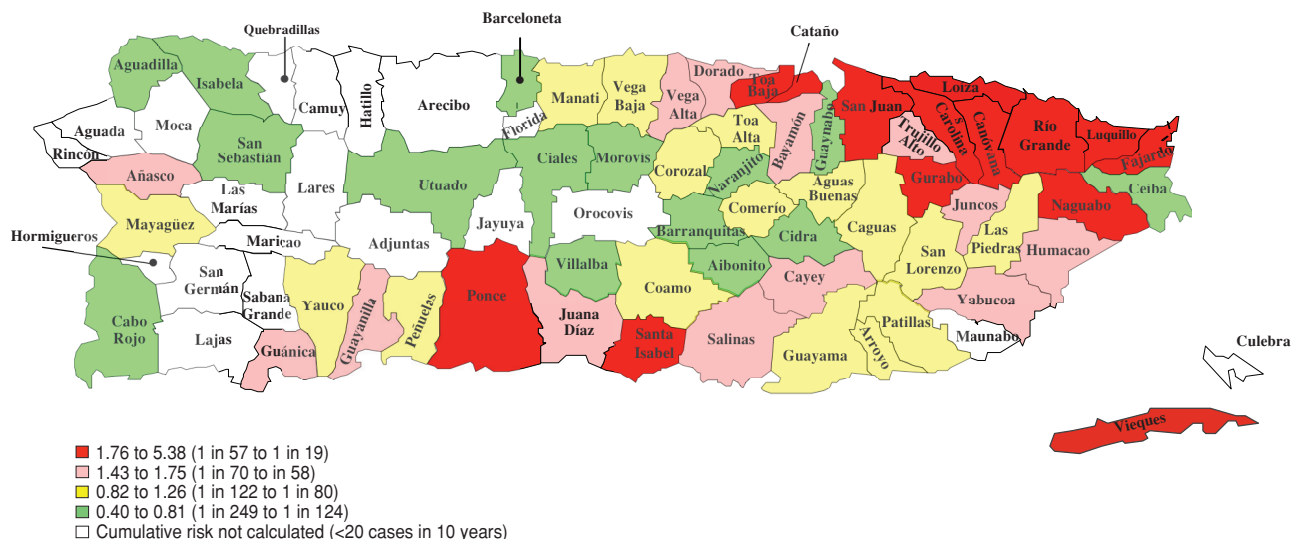 Barceloneta
Quebradillas
Cataño
Aguadilla
Isabela
Camuy
Hatillo
Arecibo
Florida
Manati
Vega
Baja
Vega
Alta
Dorado
Toa
Baja
Toa
Alta
Bayamón
Guaynabo
San Juan
Trujillo
Alto
Carolina
s
Canóvana
Loíza
Río
Grande
Luquillo
Fajardo
Ceiba
Aguada
Moca
Rincón
San
Sebastián
Añasco
Las
Marías
Lares
Utuado
Ciales
Morovis
Corozal
Naranjito
Aguas
Buenas
Gurabo
Juncos
Naguabo
Mayagüez
Hormigueros
Maricao
Adjuntas
Jayuya
Orocovis
Barranquitas
Comerío
Cidra
Caguas
San
Lorenzo
Las
Piedras
Humacao
San
Germán
Sabana
Grande
Yauco
Guayanilla
Peñuelas
Ponce
Villalba
Juana
Díaz
Coamo
Aibonito
Cayey
Yabucoa
Cabo
Rojo
Lajas
Guánica
Santa
Isabel
Salinas
Guayama
Arroyo
Patillas
Maunabo
Culebra
Vieques
1.76 to 5.38 (1 in 57 to 1 in 19)
1.43 to 1.75 (1 in 70 to in 58)
0.82 to 1.26 (1 in 122 to 1 in 80)
0.40 to 0.81 (1 in 249 to 1 in 124)
Cumulative risk not calculated (<20 cases in 10 years)